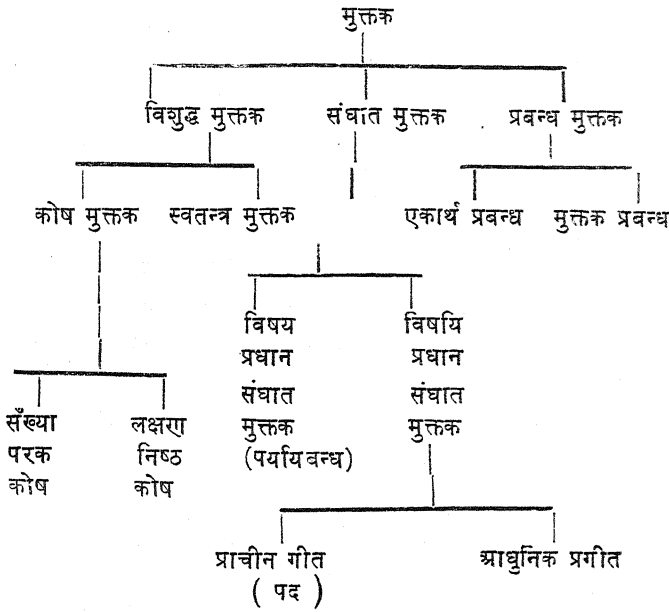 मुक्तक
विशुद्ध मुक्तक संघात मुक्तक प्रबन्ध मुक्तक
कोष मुक्तक स्वतन्त्र मुक्तक एकार्थ प्रबन्ध मुक्तक प्रबन्ध
विषय
प्रधान
संघात
मुक्तक
(पर्यायबन्ध)
विषयि
प्रधान
संघात
मुक्तक
सँख्या
परक
कोष
लक्षण
निष्ठ
कोष
प्राचीन गीत
( पद )
आधुनिक प्रगीत